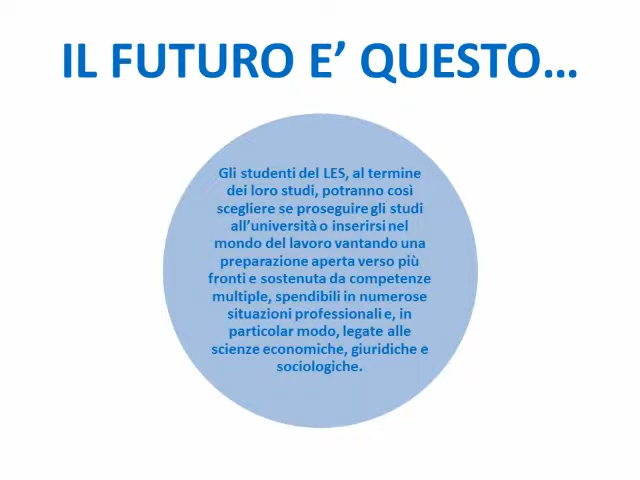 IL FUTURO E’ QUESTO…
Gli studenti del LES, al termine
dei loro studi, potranno così
scegliere se proseguire gli studi
all’università o inserirsi nel
mondo del lavoro vantando una
preparazione aperta verso più
fronti e sostenuta da competenze
multiple, spendibili in numerose
situazioni professionali e, in
particolar modo, legate alle
scienze economiche, giuridiche e
sociologiche.